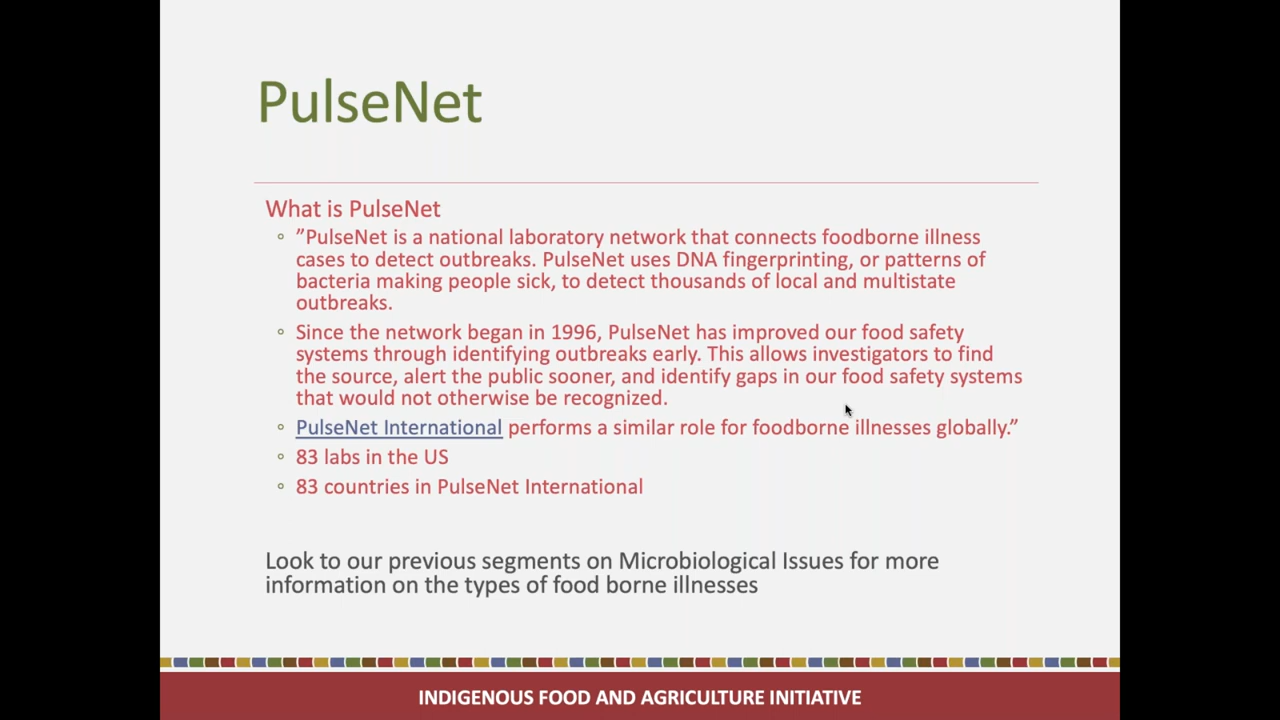 PulseNet
What is PulseNet
”PulseNet is a national laboratory network that connects foodborne illness
cases to detect outbreaks. PulseNet uses DNA fingerprinting, or patterns of
bacteria making people sick, to detect thousands of local and multistate
outbreaks.
Since the network began in 1996, PulseNet has improved our food safety
systems through identifying outbreaks early. This allows investigators to find
the source, alert the public sooner, and identify gaps in our food safety systems
that would not otherwise be recognized.
PulseNet International performs a similar role for foodborne illnesses globally.”
83 labs in the US
83 countries in PulseNet International
Look to our previous segments on Microbiological Issues for more
information on the types of food borne illnesses
INDIGENOUS FOOD AND AGRICULTURE INITIATIVE